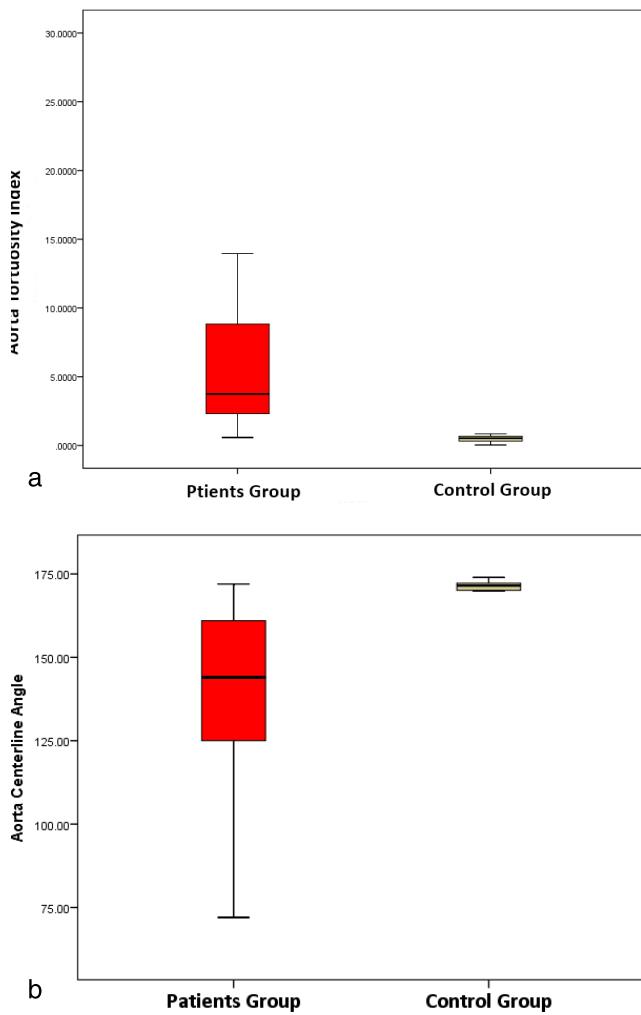 30.0000
25.0000
20.0000
15.0000
10.0000
5.0000
.0000
Aorta Tortuosity Index
a
Ptients Group Control Group
175.00
150.00
125.00
100.00
75.00
Aorta Centerline Angle
b
Patients Group Control Group